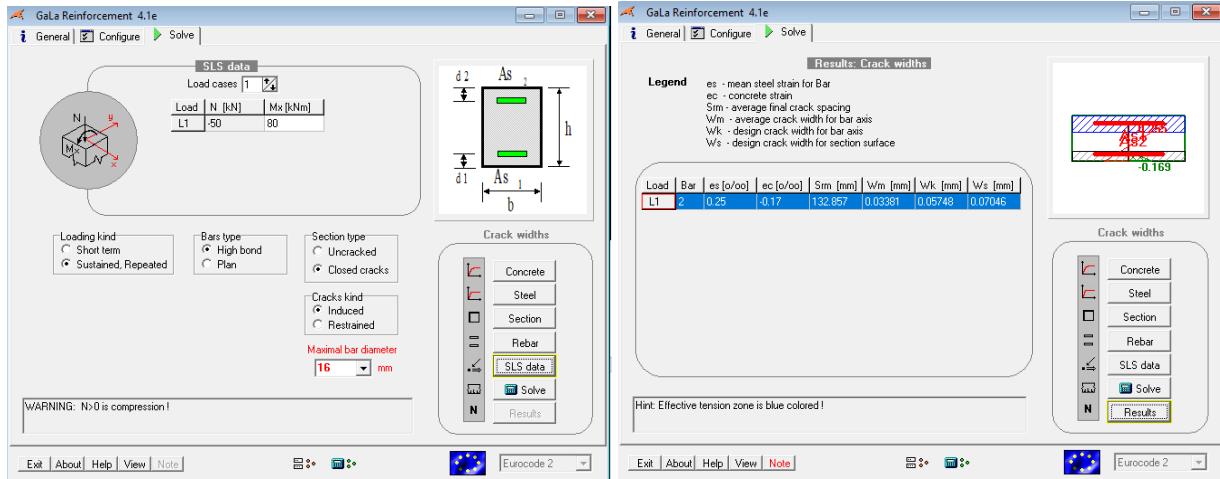 GaLa Reinforcement 4.1e
General Configure Solve
SLS data
Load cases 1
Load N [kN] Mx [kNm]
L1 -50 80
N y
Mx
x
d2 As 2
h
d1 As 1
b
Loading kind
Short term
Sustained, Repeated
Bars type
High bond
Plan
Section type
Uncracked
Closed cracks
Cracks kind
Induced
Restrained
Maximal bar diameter
16 mm
Crack widths
Concrete
Steel
Section
Rebar
SLS data
Solve
N Results
WARNING: N>0 is compression !
Exit About Help View Note Eurocode 2
GaLa Reinforcement 4.1e
General Configure Solve
Results: Crack widths
Legend es - mean steel strain for Bar
ec - concrete strain
Srm - average final crack spacing
Wm - average crack width for bar axis
Wk - design crack width for bar axis
Ws - design crack width for section surface
Load Bar es [o/oo] ec [o/oo] Srm [mm] Wm [mm] Wk [mm] Ws [mm]
L1 2 0.25 -0.17 132.857 0.03381 0.05748 0.07046
As2
-0.169
Crack widths
Concrete
Steel
Section
Rebar
SLS data
Solve
N Results
Hint: Effective tension zone is blue colored !
Exit About Help View Note Eurocode 2